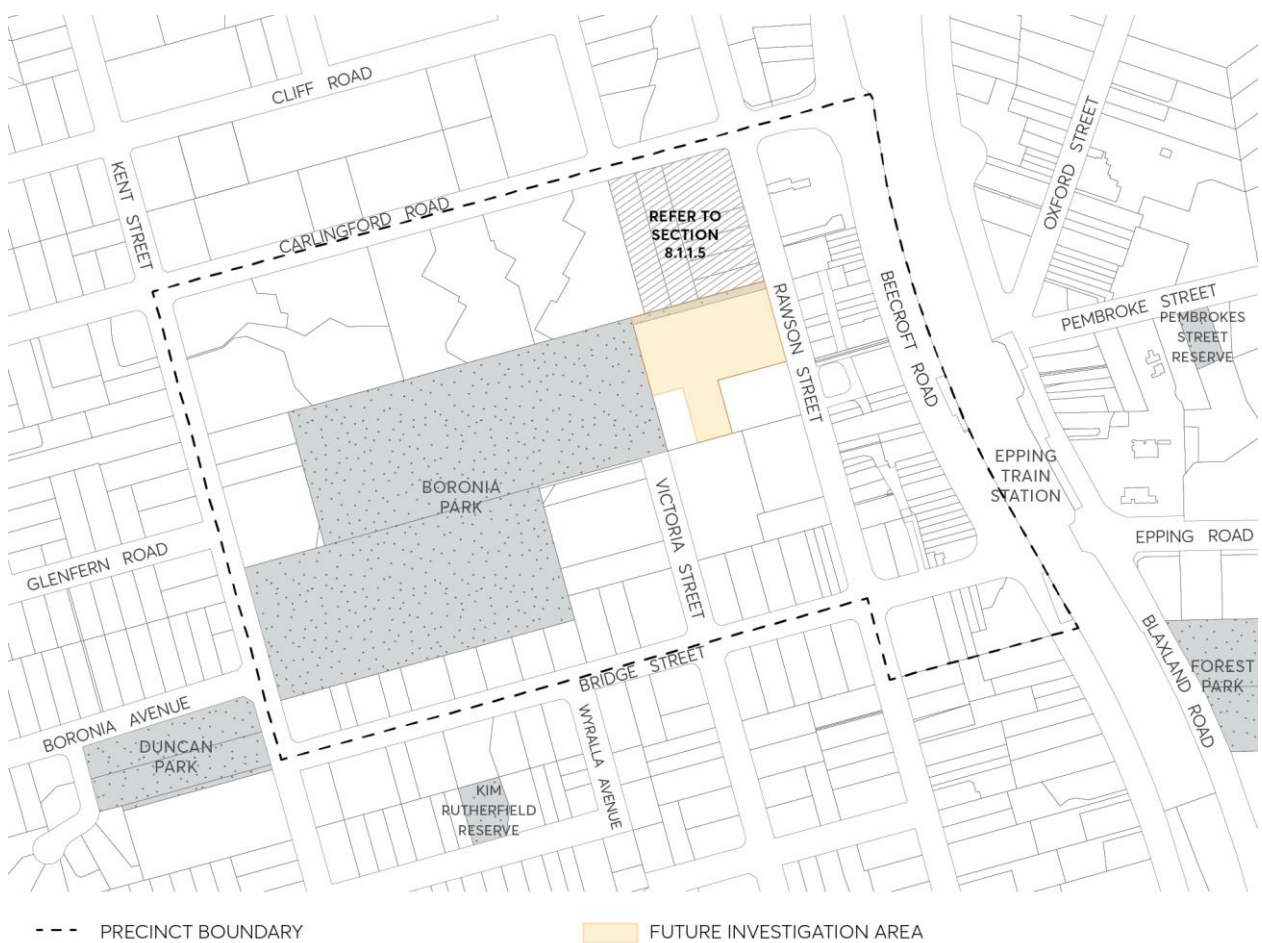 CLIFF ROAD
OXFORD STREET
KENT STREET
CARLINGFORD ROAD
REFER TO
SECTION
8.1.1.5
RAWSON STREET
BEECROFT ROAD
PEMBROKE STREET
PEMBROKES
STREET
RESERVE
EPPING
TRAIN
STATION
BORONIA
PARK
VICTORIA STREET
EPPING ROAD
GLENFERN ROAD
BLAXLAND ROAD
FOREST
PARK
BRIDGE STREET
BORONIA AVENUE
DUNCAN
PARK
WYRALLA AVENUE
KIM
RUTHERFIELD
RESERVE
PRECINCT BOUNDARY
FUTURE INVESTIGATION AREA